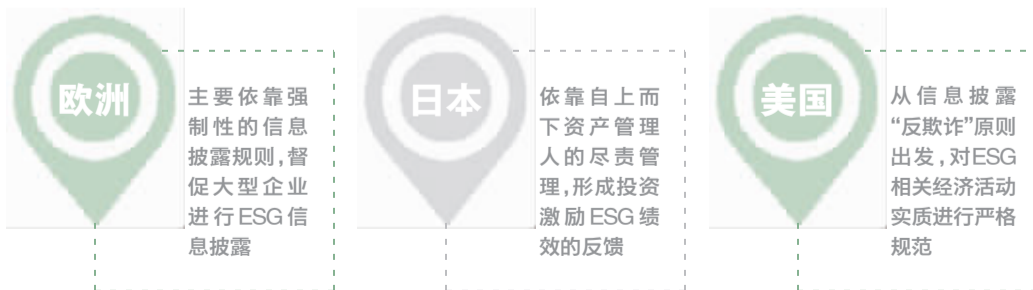 欧洲
主要依靠强
制性的信息
披露规则,督
促大型企业
进行ESG信
息披露
日本
依靠自上而
下资产管理
人的尽责管
理,形成投资
激励ESG绩
效的反馈
美国
从信息披露
“反欺诈”原则
出发,对ESG
相关经济活动
实质进行严格
规范